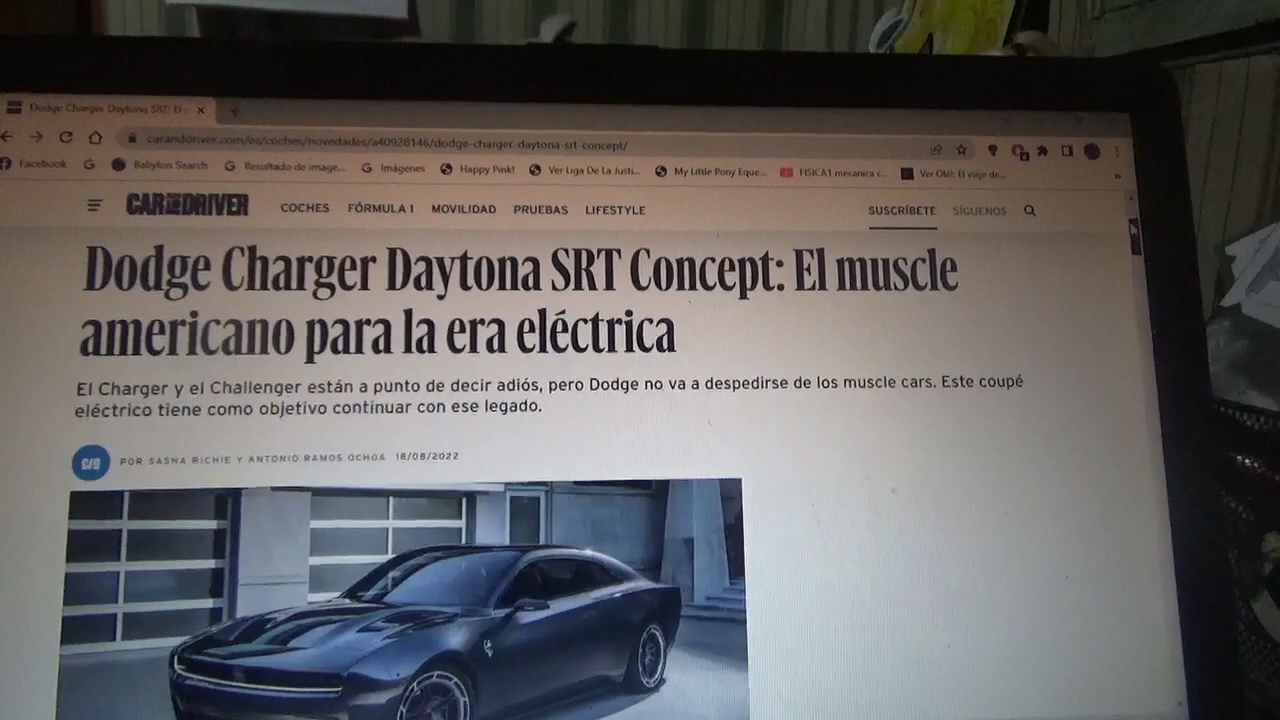 Dodge Charger Daytona SRT: El
caranddriver.com/es/coches/novedades/a40928146/dodge-charger-daytona-srt-concept/
Facebook Babylon Search Resultado de image... Imágenes Happy Pink! Ver Liga De La Justi... My Little Pony Eque... FISICA1 mecanica c... Ver Olé!: El viaje de...
CAR AND DRIVER COCHES FÓRMULA 1 MOVILIDAD PRUEBAS LIFESTYLE SUSCRÍBETE SÍGUENOS
Dodge Charger Daytona SRT Concept: El muscle
americano para la era eléctrica
El Charger y el Challenger están a punto de decir adiós, pero Dodge no va a despedirse de los muscle cars. Este coupé
eléctrico tiene como objetivo continuar con ese legado.
C/D POR SASHA RICHIE Y ANTONIO RAMOS OCHOA 18/08/2022